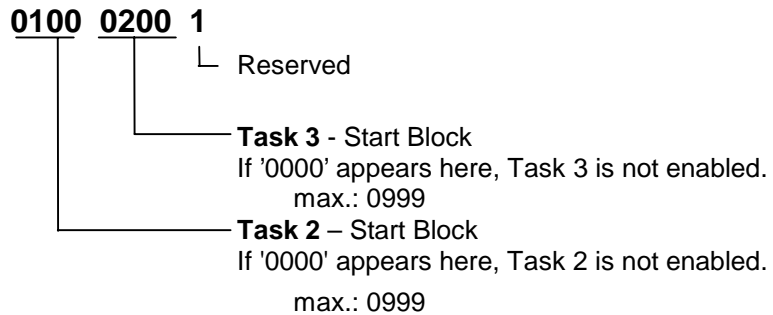 0100 0200 1
Reserved
Task 3 - Start Block
If ’0000’ appears here, Task 3 is not enabled.
max.: 0999
Task 2 – Start Block
If '0000' appears here, Task 2 is not enabled.
max.: 0999